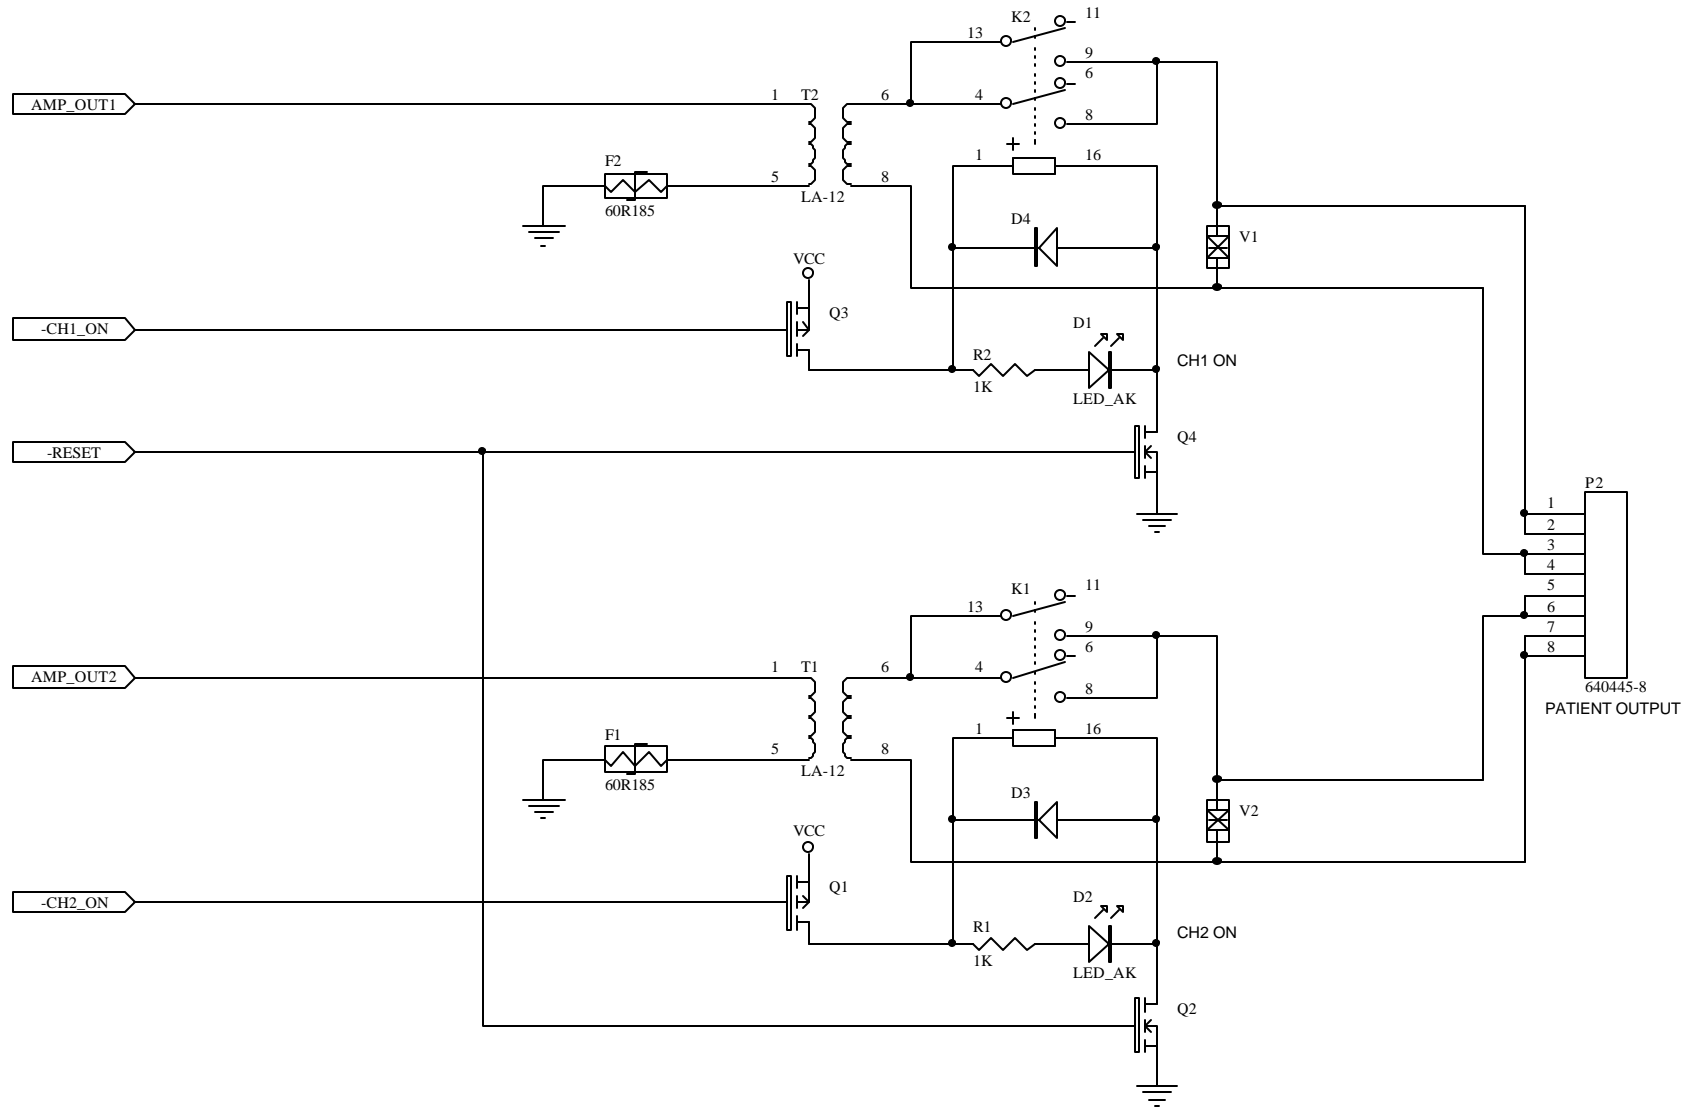 K2
11
13
9
6
AMP_OUT1
1
T2
6
4
8
+
1
16
F2
5
8
60R185
LA-12
D4
V1
VCC
-CH1_ON
Q3
D1
R2
CH1 ON
1K
LED_AK
-RESET
Q4
P2
1
2
3
4
5
6
7
8
640445-8
PATIENT OUTPUT
K1
11
13
9
6
AMP_OUT2
1
T1
6
4
8
+
1
16
F1
5
8
60R185
LA-12
D3
V2
VCC
-CH2_ON
Q1
D2
R1
CH2 ON
1K
LED_AK
Q2